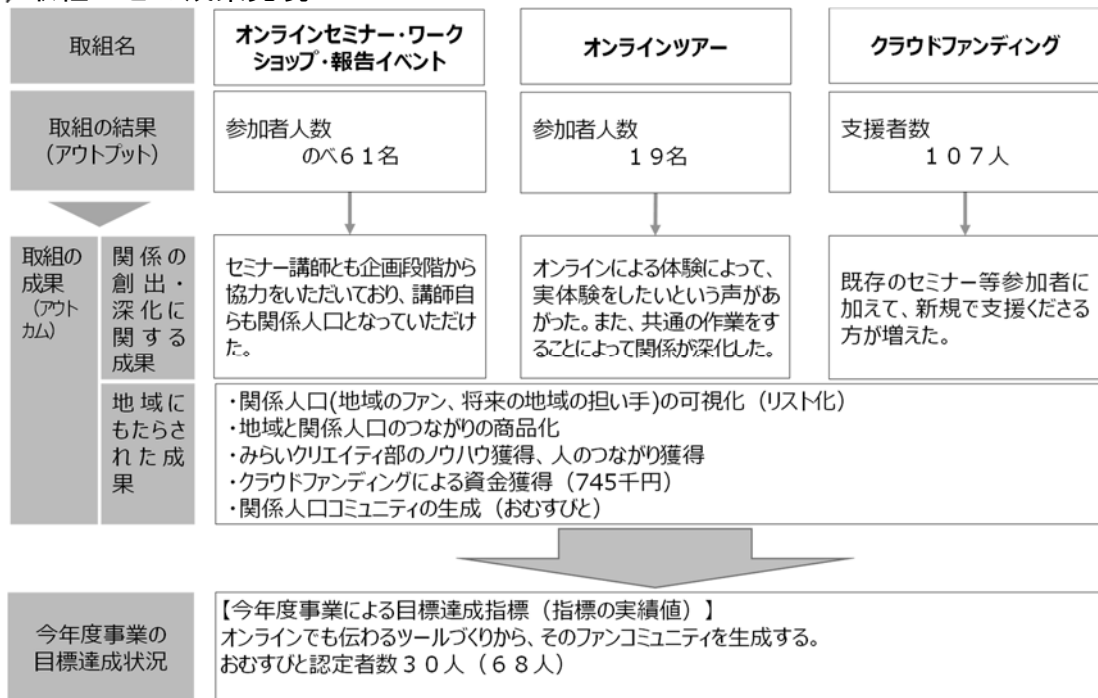 取組名
オンラインセミナー・ワーク
ショップ・報告イベント
オンラインツアー
クラウドファンディング
取組の結果
（アウトプット）
参加者人数
のべ６１名
参加者人数
１９名
支援者数
１０７人
取組の
成果
（アウト
カム）
関係の
創出・
深化に
関する
成果
セミナー講師とも企画段階から
協力をいただいており、講師自
らも関係人口となっていただけ
た。
オンラインによる体験によって、
実体験をしたいという声があ
がった。また、共通の作業をす
ることによって関係が深化した。
既存のセミナー等参加者に
加えて、新規で支援くださる
方が増えた。
地域に
もたらさ
れた成
果
・関係人口(地域のファン、将来の地域の担い手)の可視化（リスト化）
・地域と関係人口のつながりの商品化
・みらいクリエイティ部のノウハウ獲得、人のつながり獲得
・クラウドファンディングによる資金獲得（745千円）
・関係人口コミュニティの生成（おむすびと）
今年度事業の
目標達成状況
【今年度事業による目標達成指標（指標の実績値）】
オンラインでも伝わるツールづくりから、そのファンコミュニティを生成する。
おむすびと認定者数３０人（６８人）